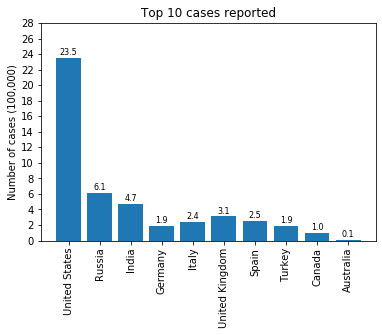 Top 10 cases reported
Number of cases (100,000)
28
26
24
22
20
18
16
14
12
10
8
6
4
2
0
23.5
6.1
4.7
1.9
2.4
3.1
2.5
1.9
1.0
0.1
United States
Russia
India
Germany
Italy
United Kingdom
Spain
Turkey
Canada
Australia